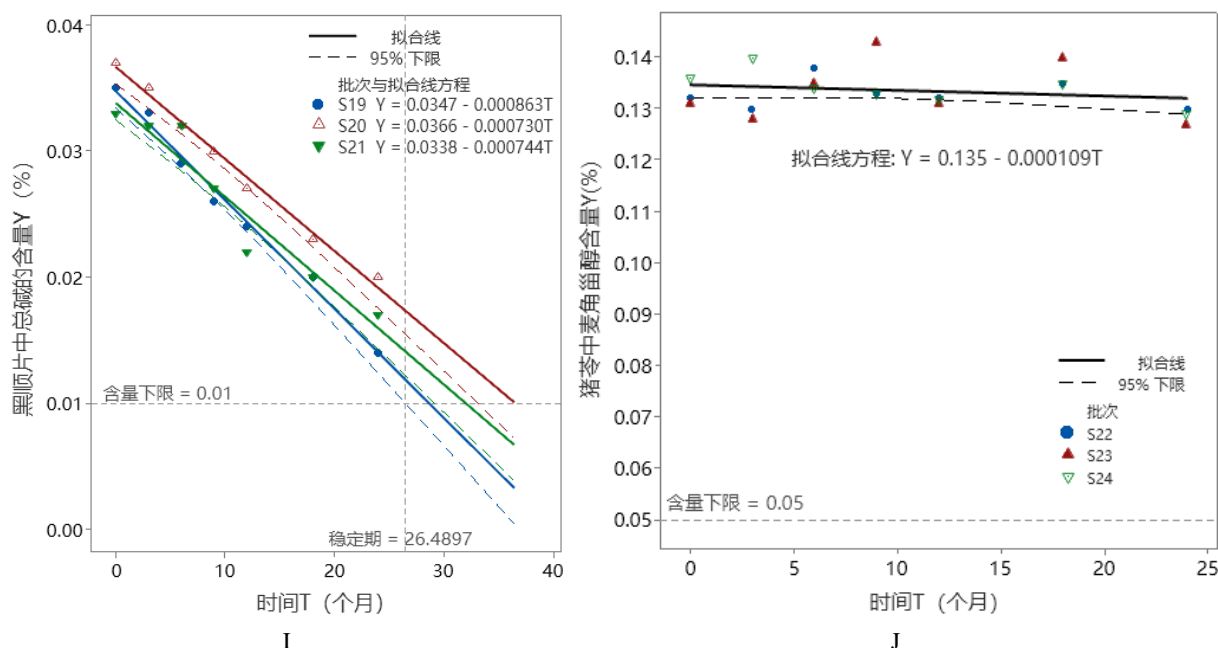 0.04
0.03
0.02
0.01
0.00
黑顺片中总碱的含量Y（%）
拟合线
95% 下限
批次与拟合线方程
S19 Y = 0.0347 - 0.000863T
S20 Y = 0.0366 - 0.000730T
S21 Y = 0.0338 - 0.000744T
含量下限 = 0.01
稳定期 = 26.4897
0 10 20 30 40
时间T（个月）
I
0.14
0.13
0.12
0.11
0.10
0.09
0.08
0.07
0.06
0.05
猪苓中麦角甾醇含量Y(%)
拟合线方程: Y = 0.135 - 0.000109T
拟合线
95% 下限
批次
S22
S23
S24
含量下限 = 0.05
0 5 10 15 20 25
时间T（个月）
J